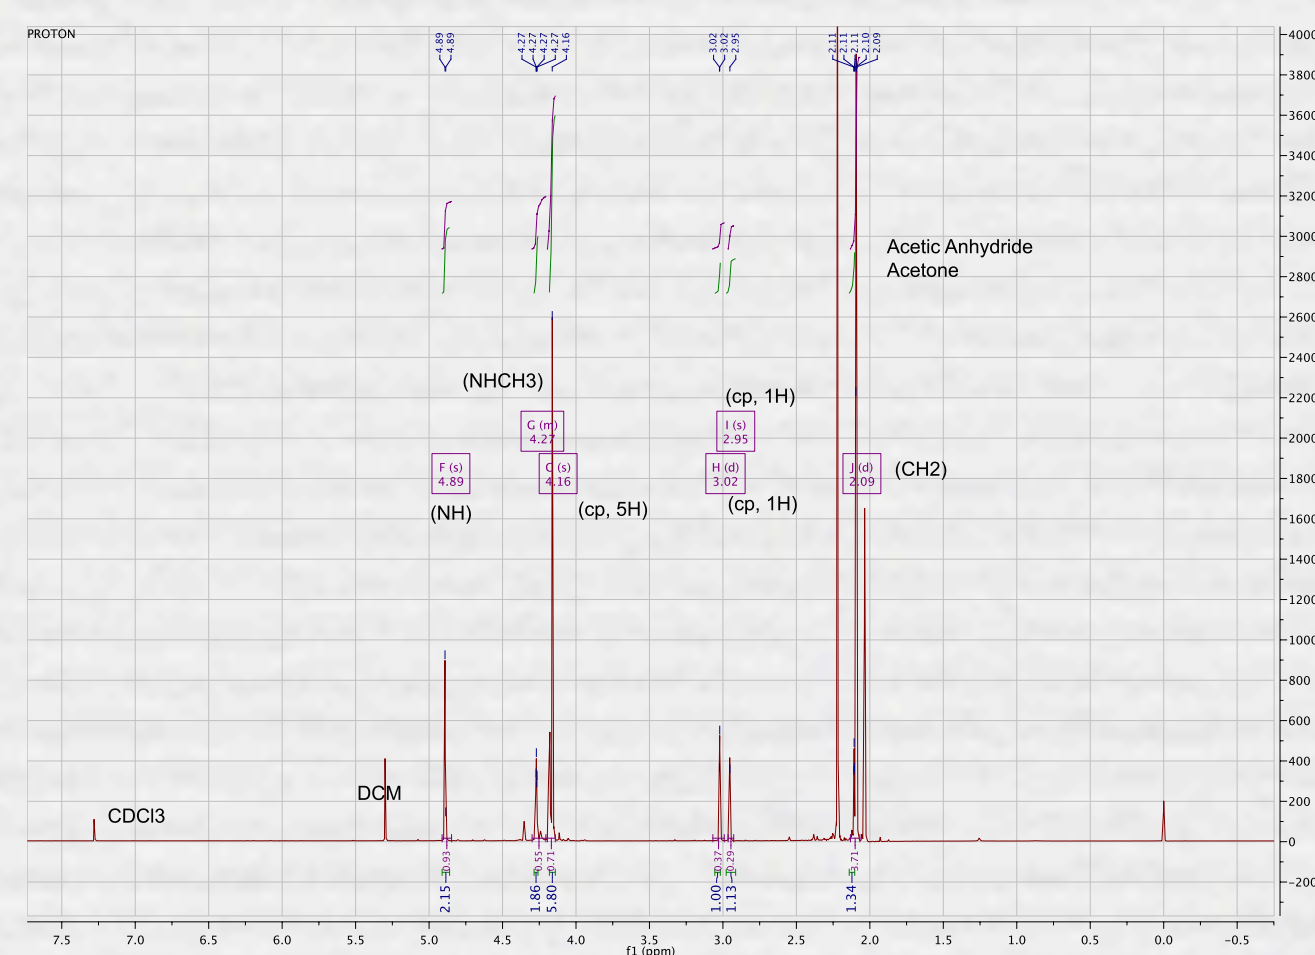 PROTON
4.89
4.89
4.27
4.27
4.27
4.27
4.16
3.02
3.02
2.95
2.11
2.11
2.11
2.10
2.09
4000
3800
3600
3400
3200
3000
2800
2600
2400
2200
2000
1800
1600
1400
1200
1000
800
600
400
200
0
-200
Acetic Anhydride
Acetone
(NHCH3)
(cp, 1H)
G (m)
4.27
I (s)
2.95
F (s)
4.89
(s)
4.16
H (d)
3.02
J (d)
2.09
(CH2)
(NH)
(cp, 5H)
(cp, 1H)
DCM
CDCl3
0.93
0.55
0.71
0.37
0.29
3.71
2.15
1.86
5.80
1.00
1.13
1.34
7.5 7.0 6.5 6.0 5.5 5.0 4.5 4.0 3.5 3.0 2.5 2.0 1.5 1.0 0.5 0.0 -0.5
f1 (ppm)